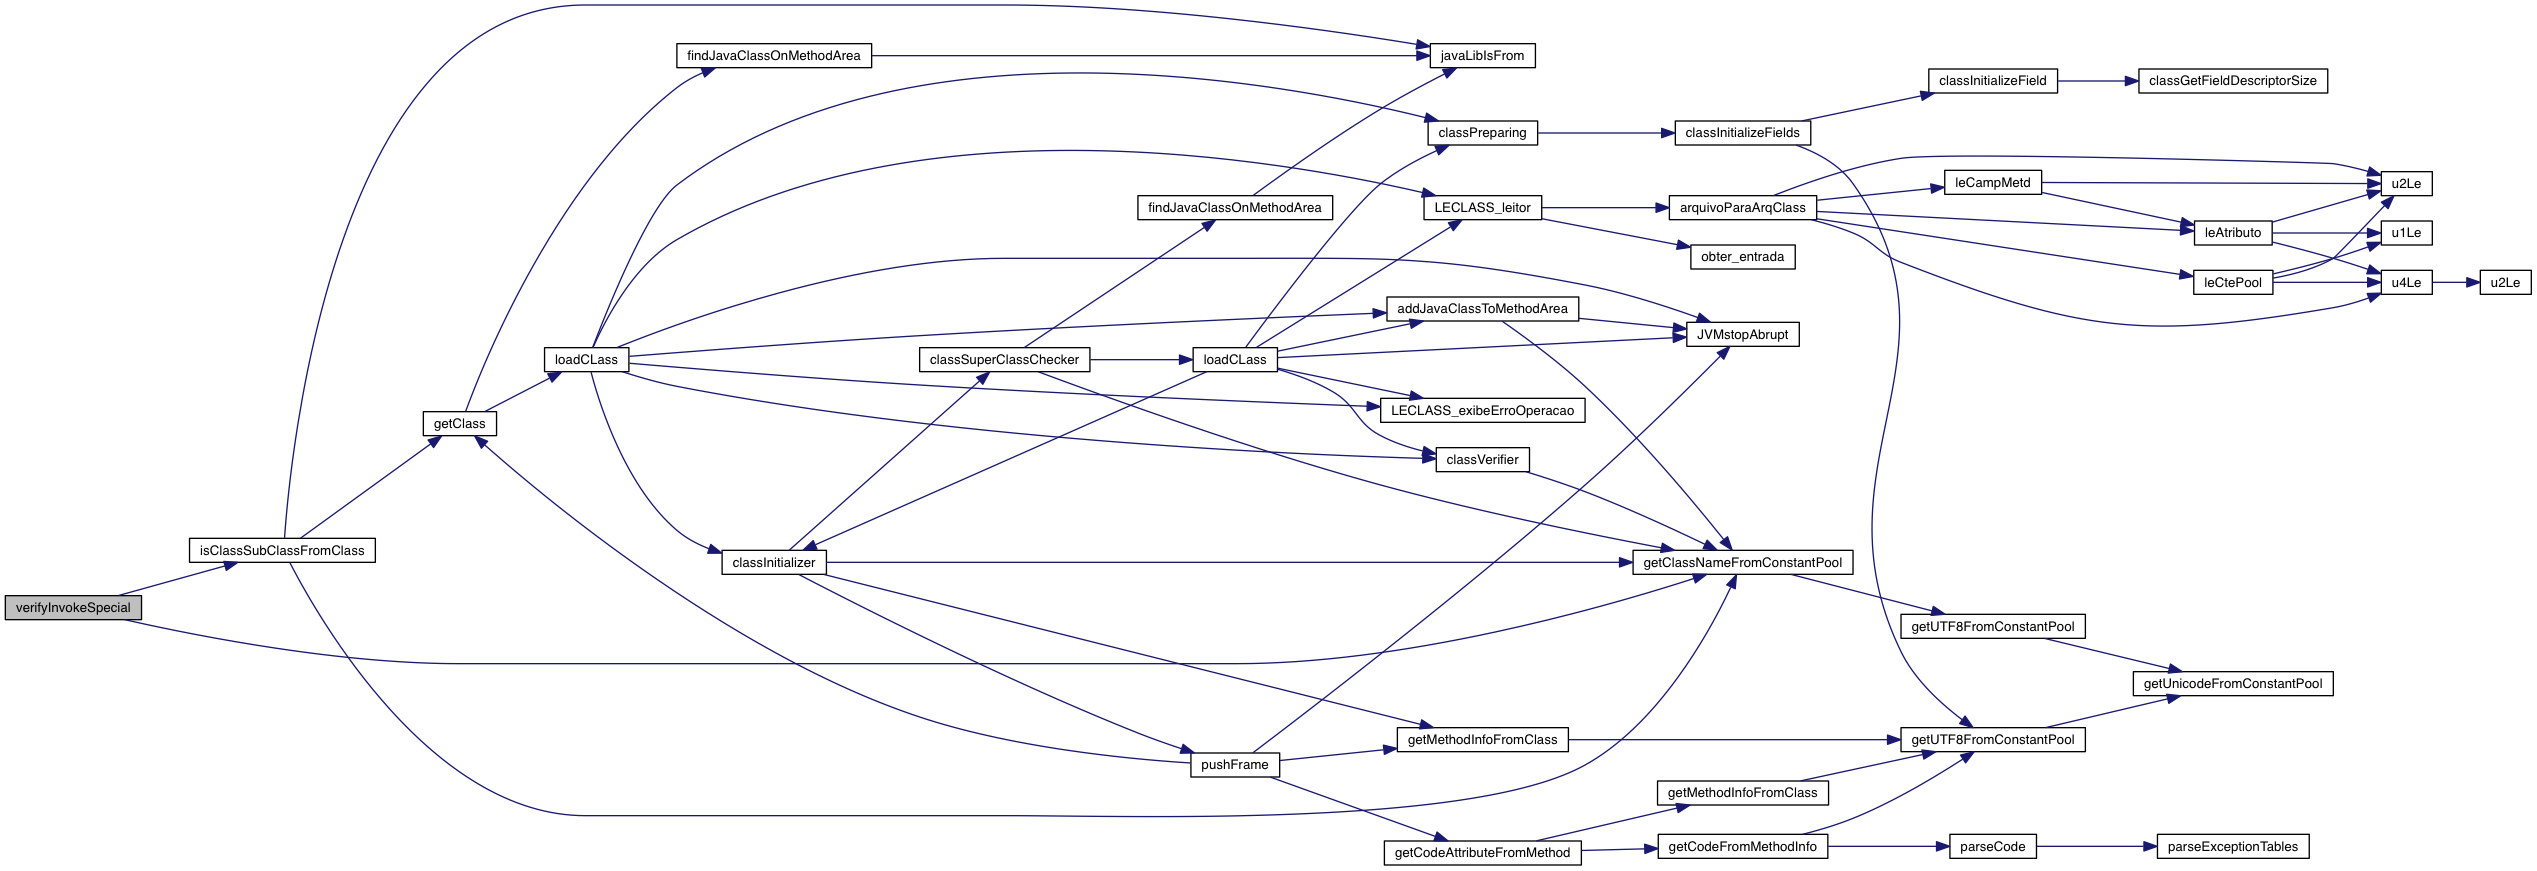 verifyInvokeSpecial
isClassSubClassFromClass
getClass
findJavaClassOnMethodArea
loadCLass
classInitializer
classSuperClassChecker
findJavaClassOnMethodArea
loadCLass
pushFrame
javaLibIsFrom
classPreparing
LECLASS_leitor
addJavaClassToMethodArea
LECLASS_exibeErroOperacao
classVerifier
getMethodInfoFromClass
getCodeAttributeFromMethod
classInitializeFields
arquivoParaArqClass
obter_entrada
JVMstopAbrupt
getClassNameFromConstantPool
getMethodInfoFromClass
getCodeFromMethodInfo
classInitializeField
leCampMetd
getUTF8FromConstantPool
getUTF8FromConstantPool
parseCode
classGetFieldDescriptorSize
leAtributo
leCtePool
getUnicodeFromConstantPool
parseExceptionTables
u2Le
u1Le
u4Le
u2Le